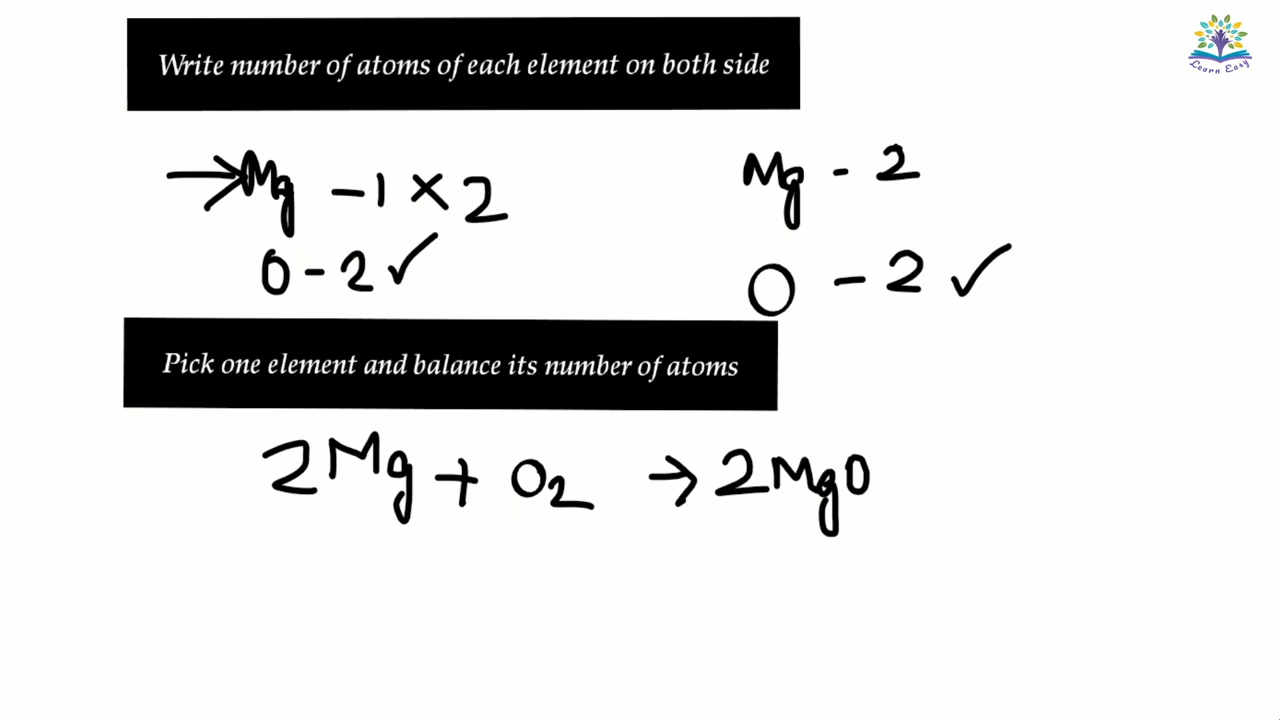 Write number of atoms of each element on both side
Learn Easy
→Mg - 1 × 2
Mg - 2
O - 2 ✓
O - 2 ✓
Pick one element and balance its number of atoms
2Mg + O2 → 2MgO